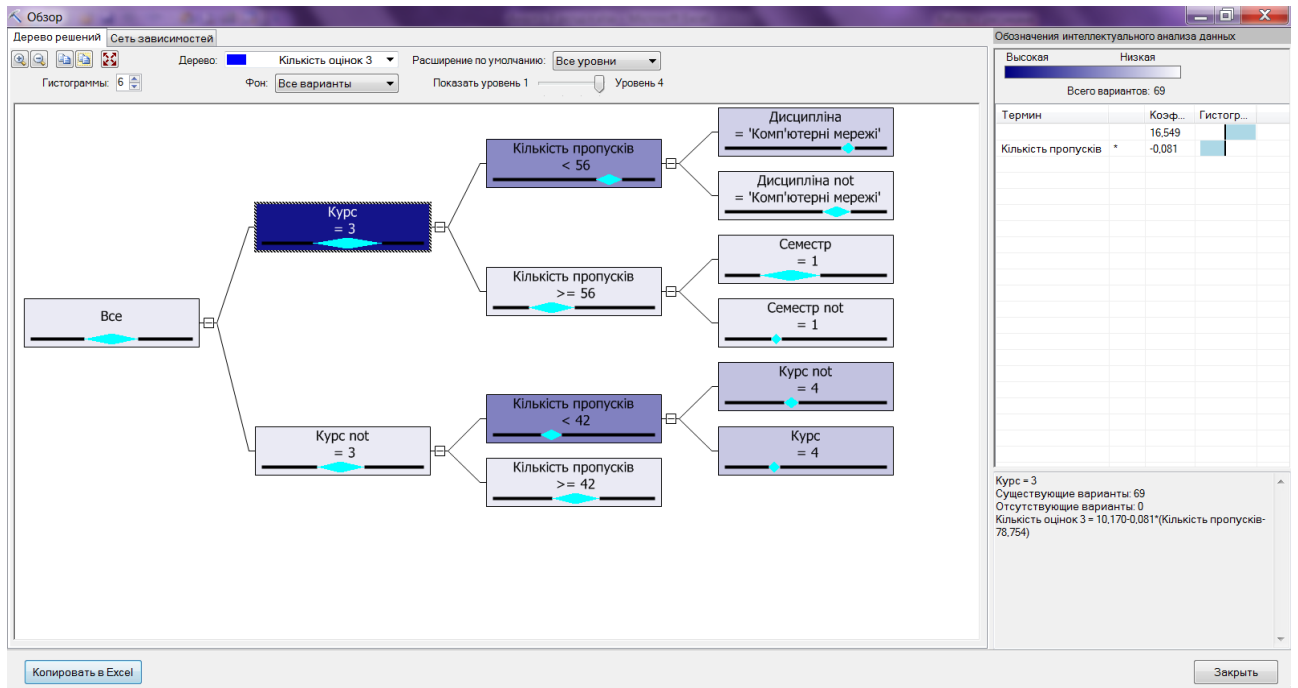 Обзор
Дерево решений Сеть зависимостей
Дерево: Кількість оцінок 3 Расширение по умолчанию: Все уровни
Гистограммы: 6 Фон: Все варианты Показать уровень 1 Уровень 4
Дисципліна
= 'Комп'ютерні мережі'
Кількість пропусків
< 56
Дисципліна not
= 'Комп'ютерні мережі'
Курс
= 3
Семестр
= 1
Кількість пропусків
>= 56
Семестр not
= 1
Все
Курс not
= 4
Кількість пропусків
< 42
Курс not
= 3
Курс
= 4
Кількість пропусків
>= 42
Обозначения интеллектуального анализа данных
Высокая Низкая
Всего вариантов: 69
Термин Коэф... Гистогр...
16,549
Кількість пропусків * -0,081
Курс = 3
Существующие варианты: 69
Отсутствующие варианты: 0
Кількість оцінок 3 = 10,170-0,081*(Кількість пропусків-
78,754)
Копировать в Excel Закрыть